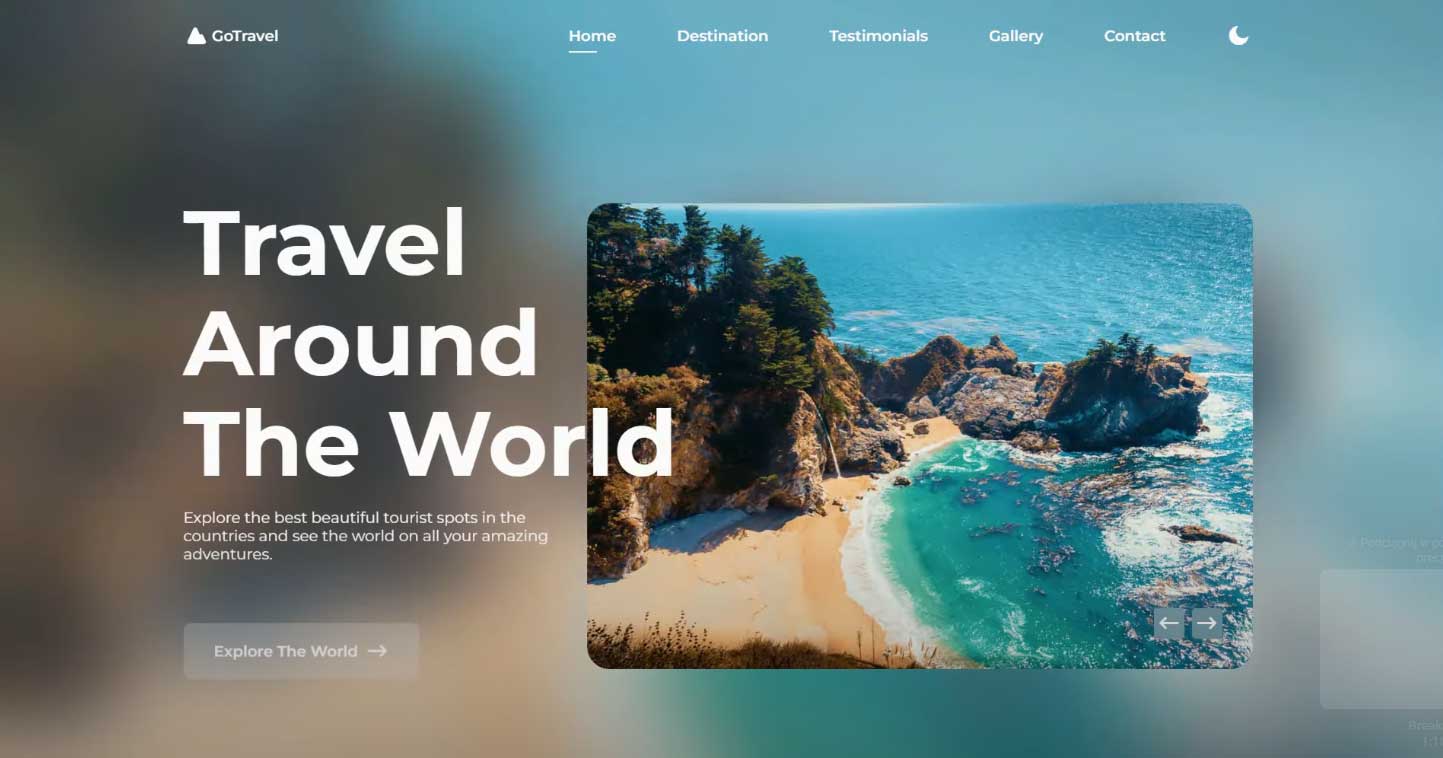 GoTravel
Home
Destination
Testimonials
Gallery
Contact
Travel
Around
The World
Explore the best beautiful tourist spots in the
countries and see the world on all your amazing
adventures.
Explore The World